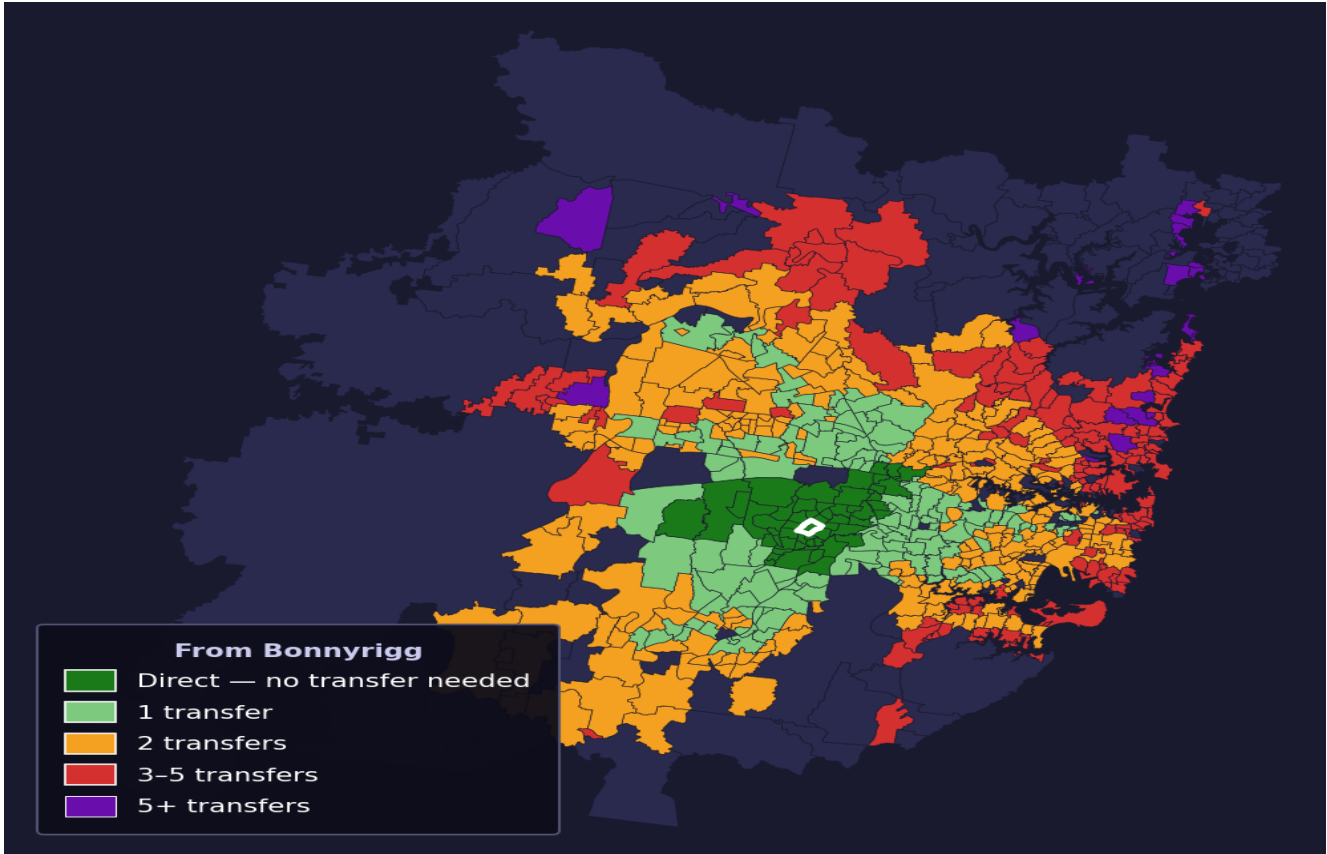 From Bonnyrigg
Direct — no transfer needed
1 transfer
2 transfers
3–5 transfers
5+ transfers